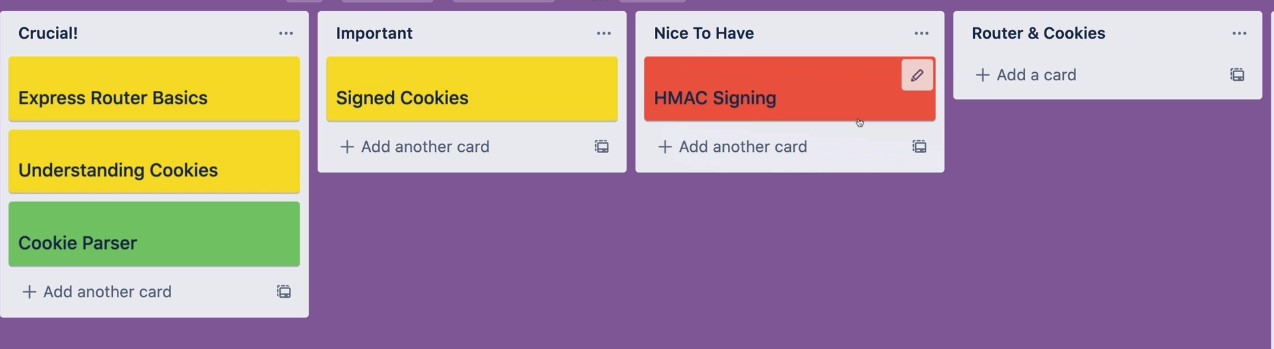 Crucial!
Express Router Basics
Understanding Cookies
Cookie Parser
+ Add another card
Important
Signed Cookies
+ Add another card
Nice To Have
HMAC Signing
+ Add another card
Router & Cookies
+ Add a card